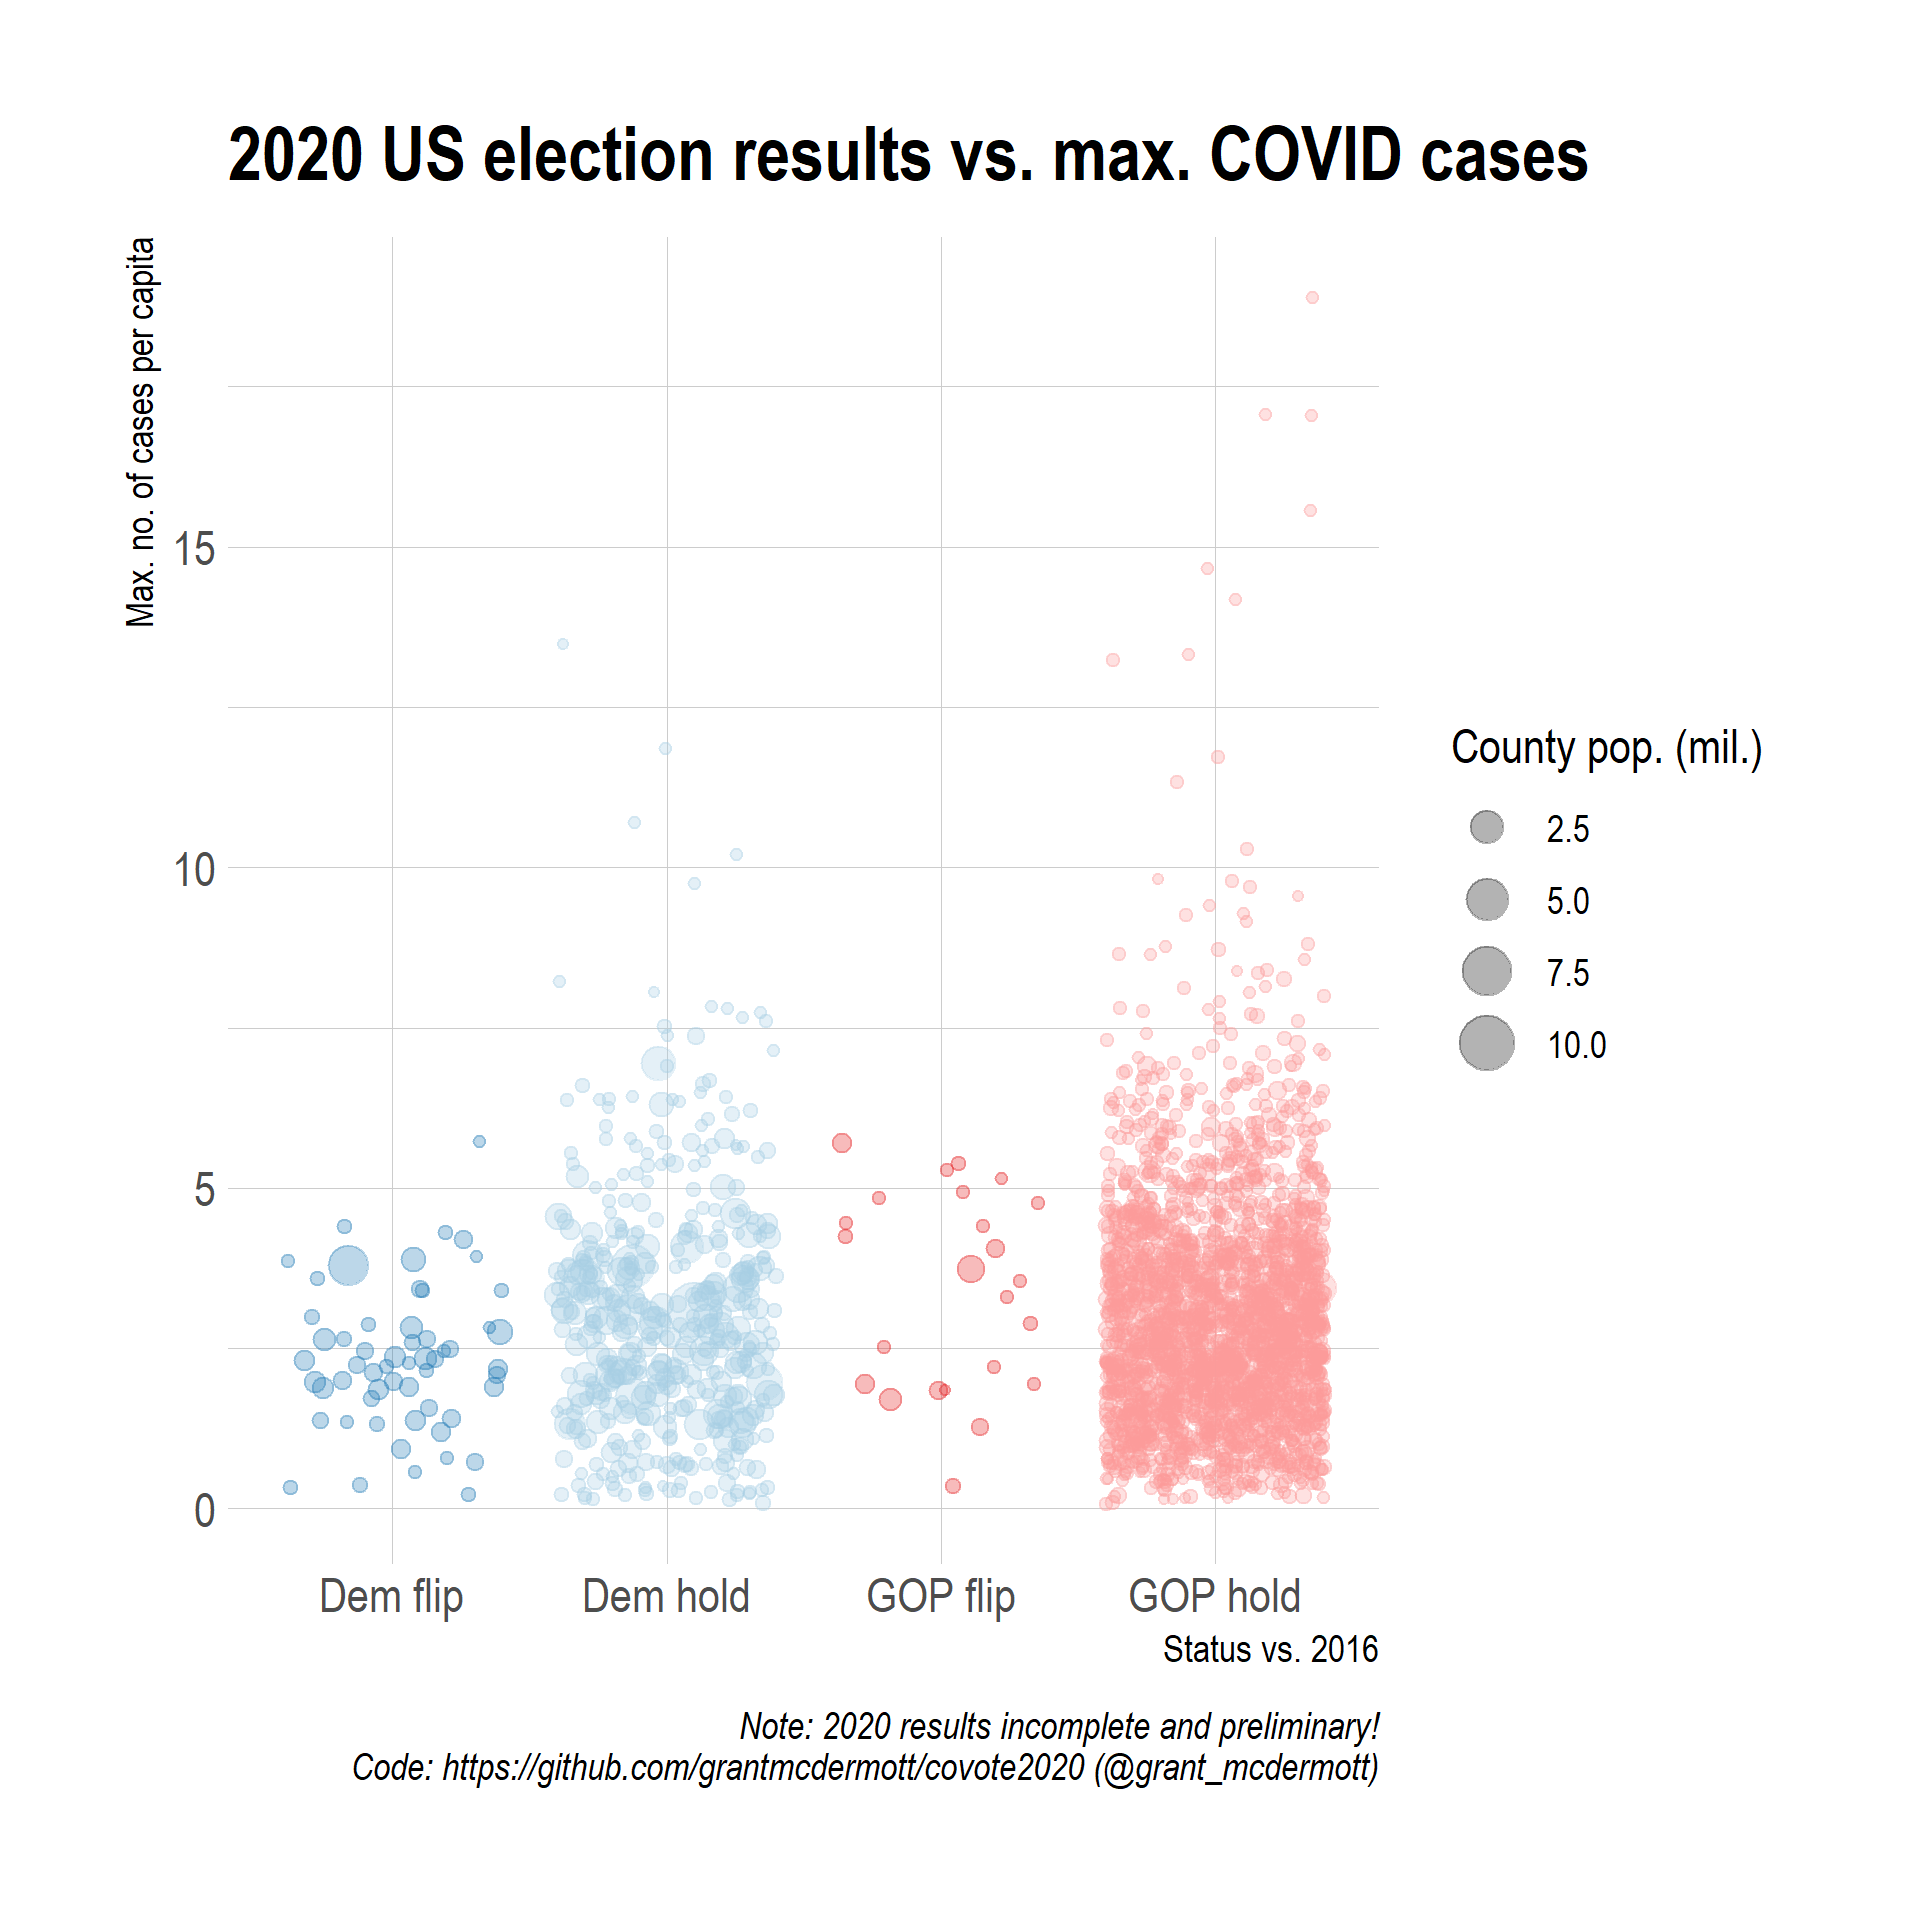 2020 US election results vs. max. COVID cases
Max. no. of cases per capita
15
10
5
0
Dem flip
Dem hold
GOP flip
GOP hold
Status vs. 2016
County pop. (mil.)
2.5
5.0
7.5
10.0
Note: 2020 results incomplete and preliminary!
Code: https://github.com/grantmcdermott/covote2020 (@grant_mcdermott)